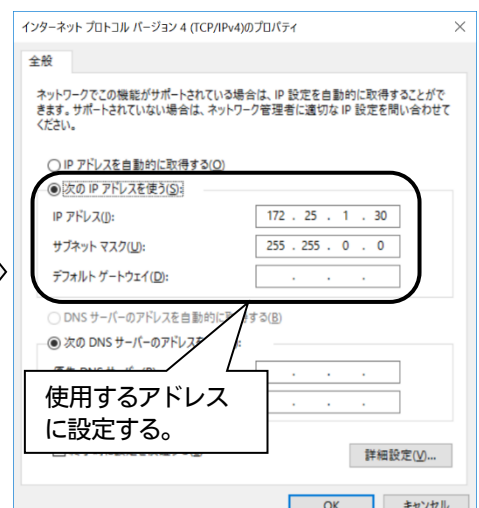 インターネット プロトコル バージョン 4 (TCP/IPv4)のプロパティ
全般
ネットワークでこの機能がサポートされている場合は、IP 設定を自動的に取得することがで
きます。サポートされていない場合は、ネットワーク管理者に適切な IP 設定を問い合わせて
ください。
IP アドレスを自動的に取得する(O)
次の IP アドレスを使う(S):
IP アドレス(I): 172 . 25 . 1 . 30
サブネット マスク(U): 255 . 255 . 0 . 0
デフォルト ゲートウェイ(D): . . .
DNS サーバーのアドレスを自動的に する(B)
次の DNS サーバーのアドレス
使用するアドレス
に設定する。
詳細設定(V)...
OK キャンセル